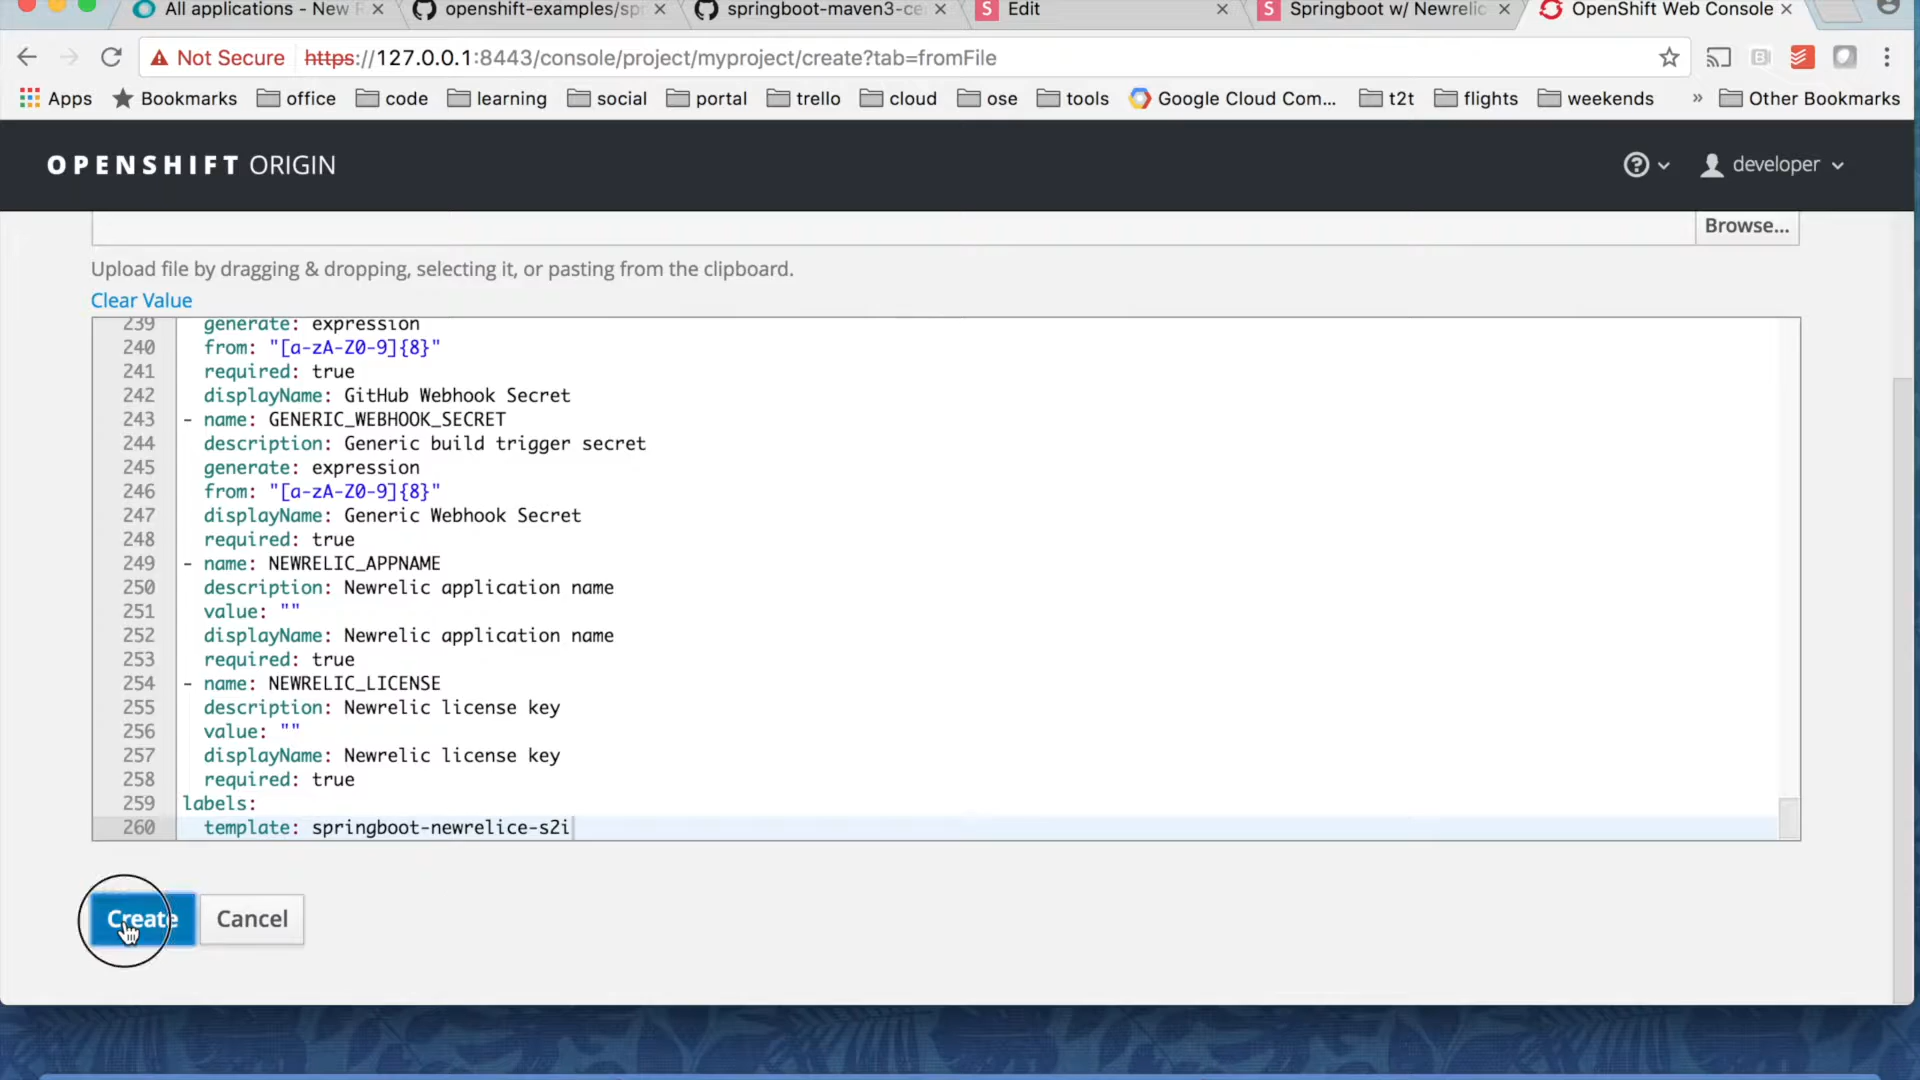 All applications - New R
openshift-examples/spr
springboot-maven3-ce
Edit
Springboot w/ Newrelic
OpenShift Web Console
Not Secure https://127.0.0.1:8443/console/project/myproject/create?tab=fromFile
Apps Bookmarks office code learning social portal trello cloud ose tools Google Cloud Com... t2t flights weekends » Other Bookmarks
OPENSHIFT ORIGIN
developer
Browse...
Upload file by dragging & dropping, selecting it, or pasting from the clipboard.
Clear Value
239 generate: expression
240 from: "[a-zA-Z0-9]{8}"
241 required: true
242 displayName: GitHub Webhook Secret
243 - name: GENERIC_WEBHOOK_SECRET
244 description: Generic build trigger secret
245 generate: expression
246 from: "[a-zA-Z0-9]{8}"
247 displayName: Generic Webhook Secret
248 required: true
249 - name: NEWRELIC_APPNAME
250 description: Newrelic application name
251 value: ""
252 displayName: Newrelic application name
253 required: true
254 - name: NEWRELIC_LICENSE
255 description: Newrelic license key
256 value: ""
257 displayName: Newrelic license key
258 required: true
259 labels:
260 template: springboot-newrelice-s2i
Create Cancel